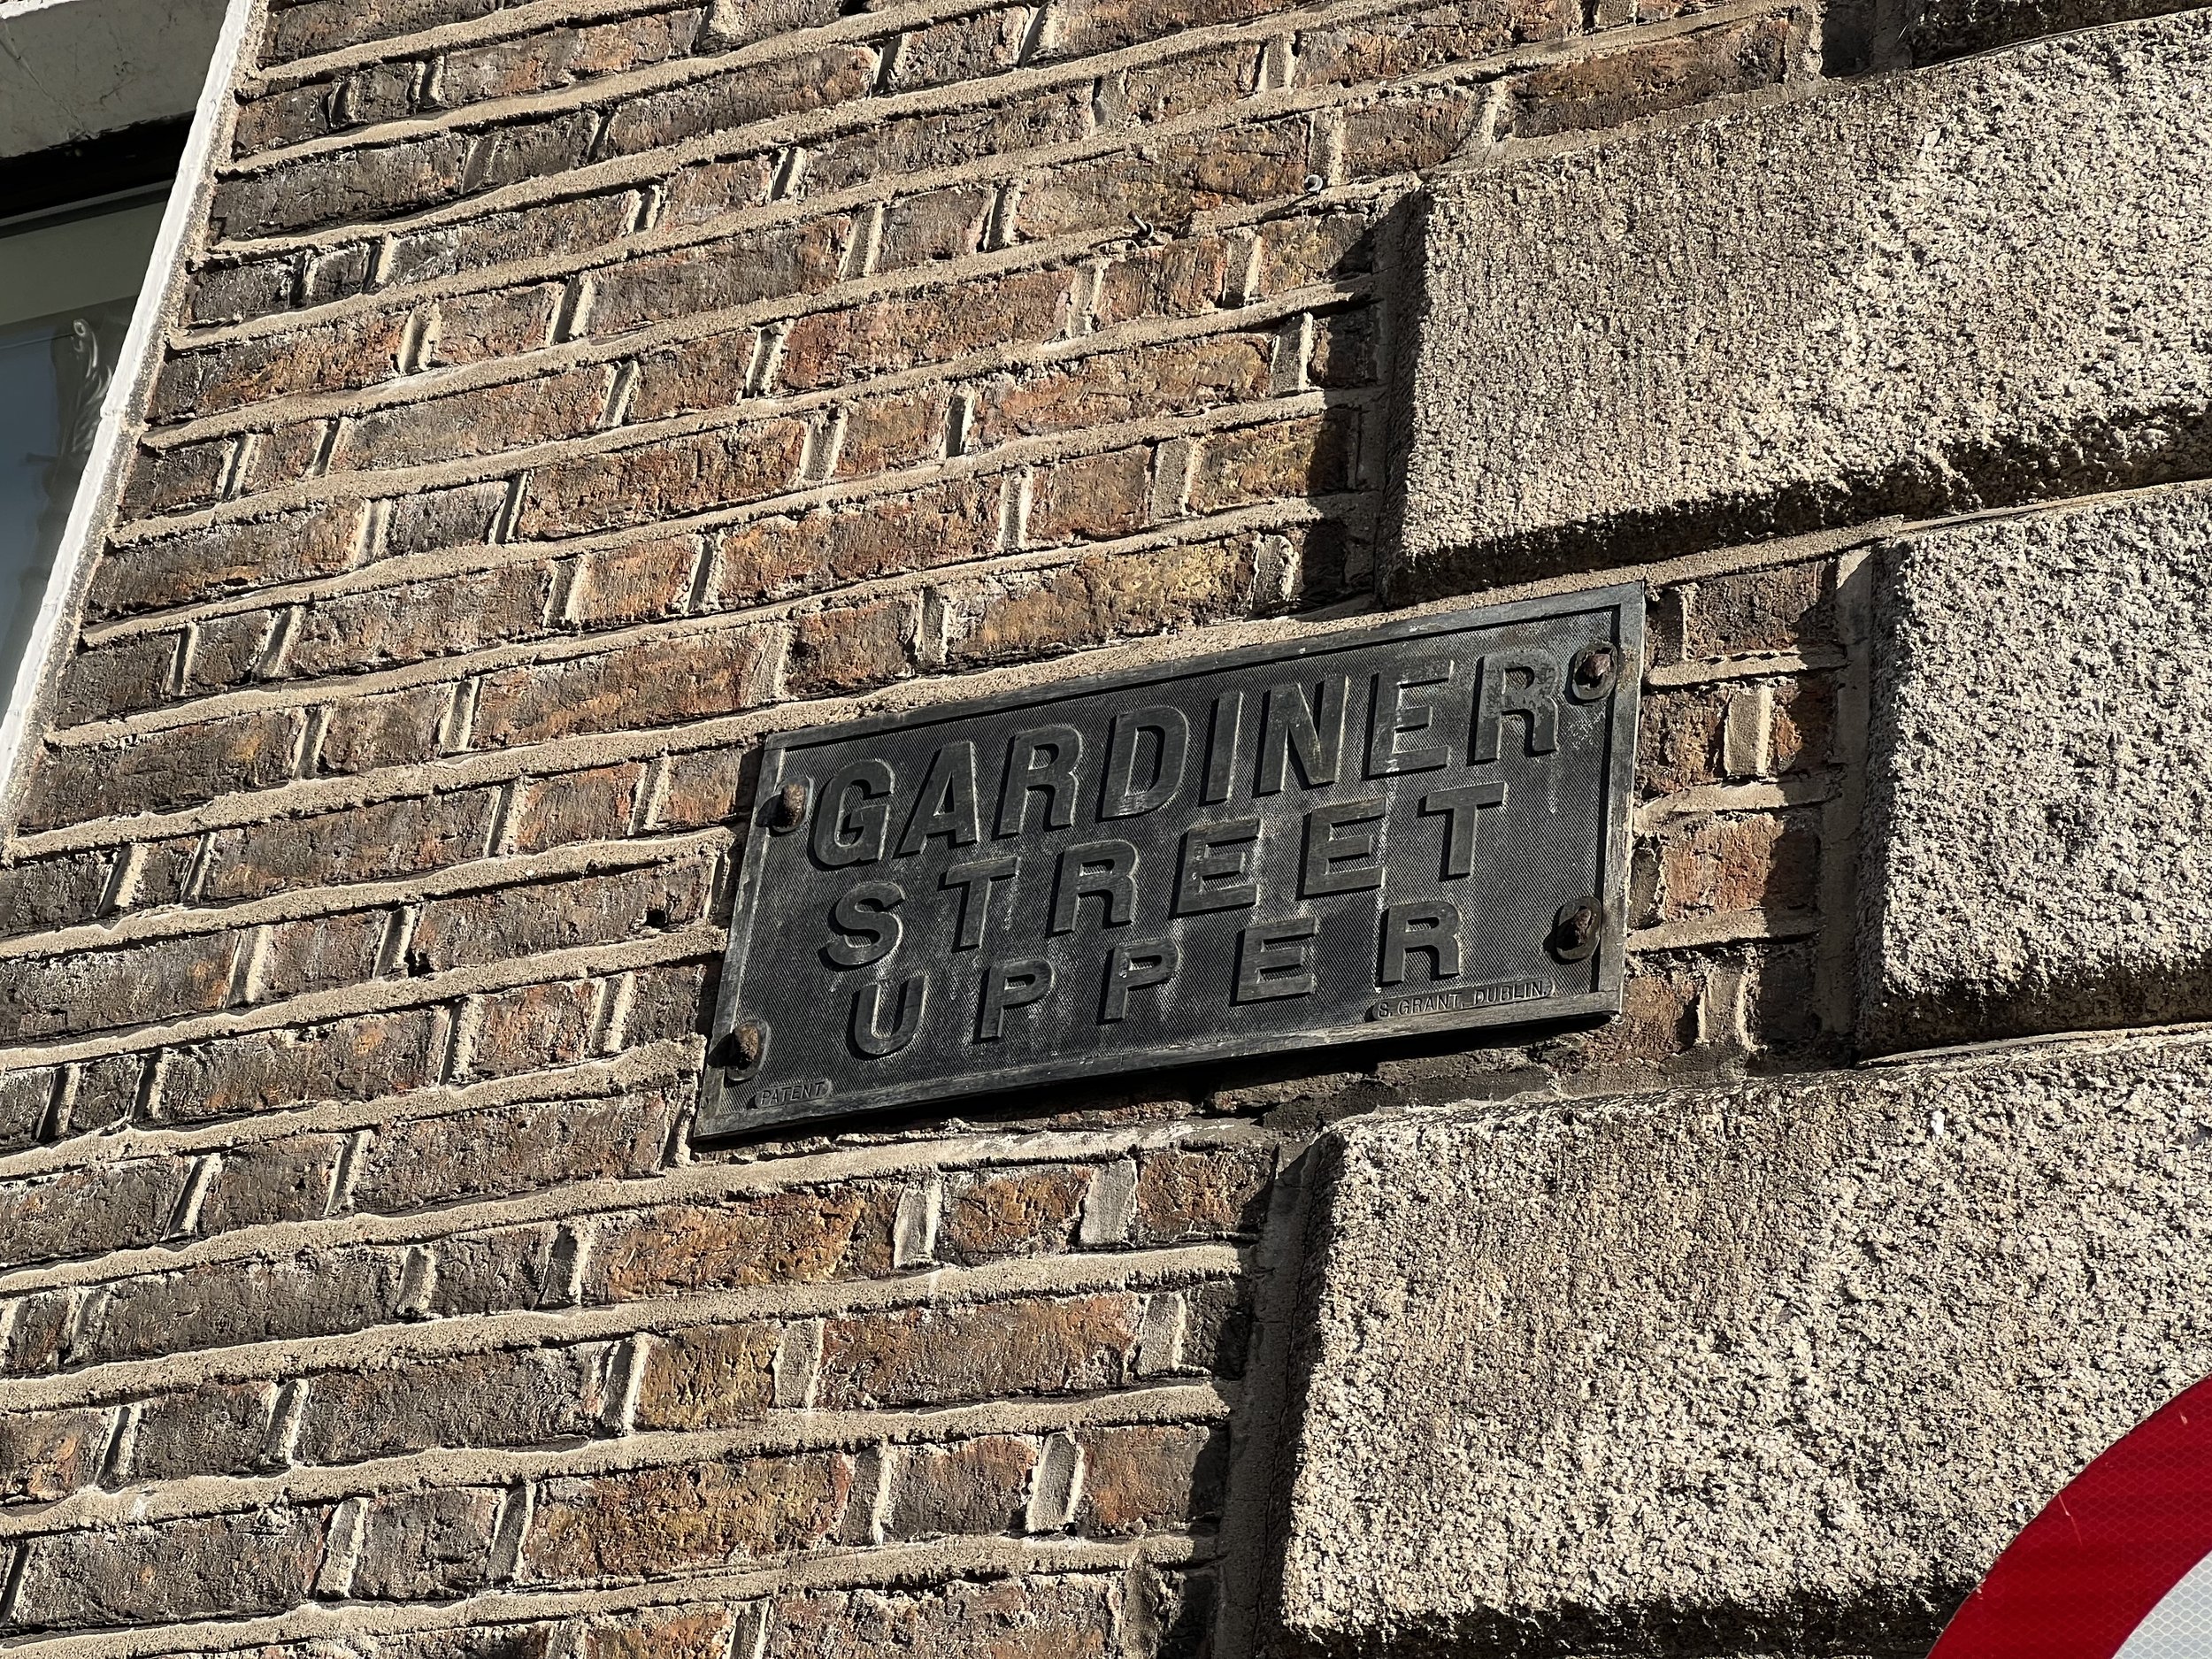 GARDINER
STREET
UPPER
S. GRANT, DUBLIN.
PATENT